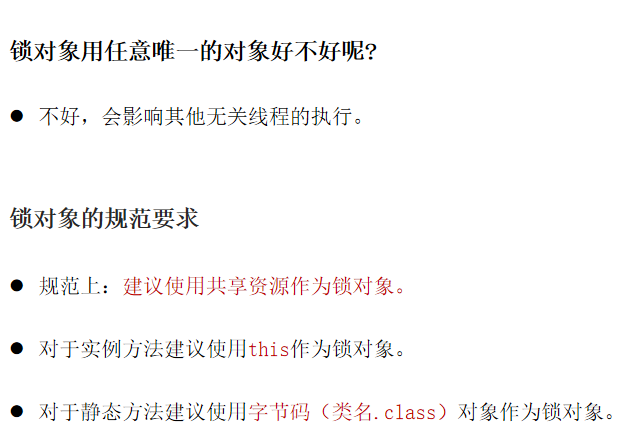 锁对象用任意唯一的对象好不好呢?
● 不好，会影响其他无关线程的执行。
锁对象的规范要求
● 规范上：建议使用共享资源作为锁对象。
● 对于实例方法建议使用this作为锁对象。
● 对于静态方法建议使用字节码（类名.class）对象作为锁对象。